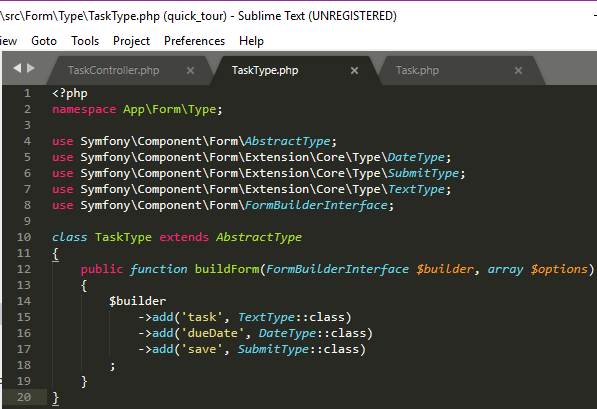 \src\Form\Type\TaskType.php (quick_tour) - Sublime Text (UNREGISTERED)
iew Goto Tools Project Preferences Help
TaskController.php × TaskType.php × Task.php ×
1 <?php
2 namespace App\Form\Type;
3
4 use Symfony\Component\Form\AbstractType;
5 use Symfony\Component\Form\Extension\Core\Type\DateType;
6 use Symfony\Component\Form\Extension\Core\Type\SubmitType;
7 use Symfony\Component\Form\Extension\Core\Type\TextType;
8 use Symfony\Component\Form\FormBuilderInterface;
9
10 class TaskType extends AbstractType
11 {
12     public function buildForm(FormBuilderInterface $builder, array $options)
13     {
14         $builder
15             ->add('task', TextType::class)
16             ->add('dueDate', DateType::class)
17             ->add('save', SubmitType::class)
18         ;
19     }
20 }